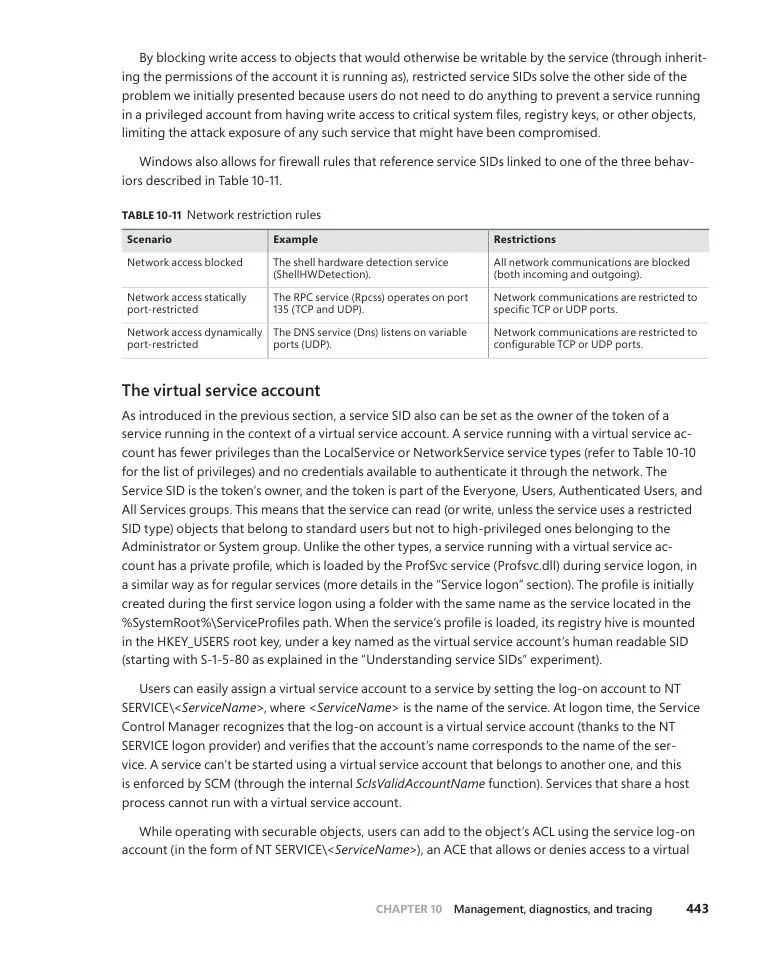 By blocking write access to objects that would otherwise be writable by the service (through inherit-
ing the permissions of the account it is running as), restricted service SIDs solve the other side of the
problem we initially presented because users do not need to do anything to prevent a service running
in a privileged account from having write access to critical system files, registry keys, or other objects,
limiting the attack exposure of any such service that might have been compromised.
Windows also allows for firewall rules that reference service SIDs linked to one of the three behav-
iors described in Table 10-11.
TABLE 10-11 Network restriction rules
Scenario Example Restrictions
Network access blocked The shell hardware detection service All network communications are blocked
(ShellHWDetection). (both incoming and outgoing).
Network access statically The RPC service (Rpcss) operates on port Network communications are restricted to
port-restricted 135 (TCP and UDP). specific TCP or UDP ports.
Network access dynamically The DNS service (Dns) listens on variable Network communications are restricted to
port-restricted ports (UDP). configurable TCP or UDP ports.
The virtual service account
As introduced in the previous section, a service SID also can be set as the owner of the token of a
service running in the context of a virtual service account. A service running with a virtual service ac-
count has fewer privileges than the LocalService or NetworkService service types (refer to Table 10-10
for the list of privileges) and no credentials available to authenticate it through the network. The
Service SID is the token's owner, and the token is part of the Everyone, Users, Authenticated Users, and
All Services groups. This means that the service can read (or write, unless the service uses a restricted
SID type) objects that belong to standard users but not to high-privileged ones belonging to the
Administrator or System group. Unlike the other types, a service running with a virtual service ac-
count has a private profile, which is loaded by the ProfSvc service (Profsvc.dll) during service logon, in
a similar way as for regular services (more details in the "Service logon" section). The profile is initially
created during the first service logon using a folder with the same name as the service located in the
%SystemRoot%\ServiceProfiles path. When the service's profile is loaded, its registry hive is mounted
in the HKEY_USERS root key, under a key named as the virtual service account's human readable SID
(starting with S-1-5-80 as explained in the "Understanding service SIDs" experiment).
Users can easily assign a virtual service account to a service by setting the log-on account to NT
SERVICE\<ServiceName>, where <ServiceName> is the name of the service. At logon time, the Service
Control Manager recognizes that the log-on account is a virtual service account (thanks to the NT
SERVICE logon provider) and verifies that the account's name corresponds to the name of the ser-
vice. A service can't be started using a virtual service account that belongs to another one, and this
is enforced by SCM (through the internal ScIsValidAccountName function). Services that share a host
process cannot run with a virtual service account.
While operating with securable objects, users can add to the object's ACL using the service log-on
account (in the form of NT SERVICE\<ServiceName>), an ACE that allows or denies access to a virtual
CHAPTER 10 Management, diagnostics, and tracing 443